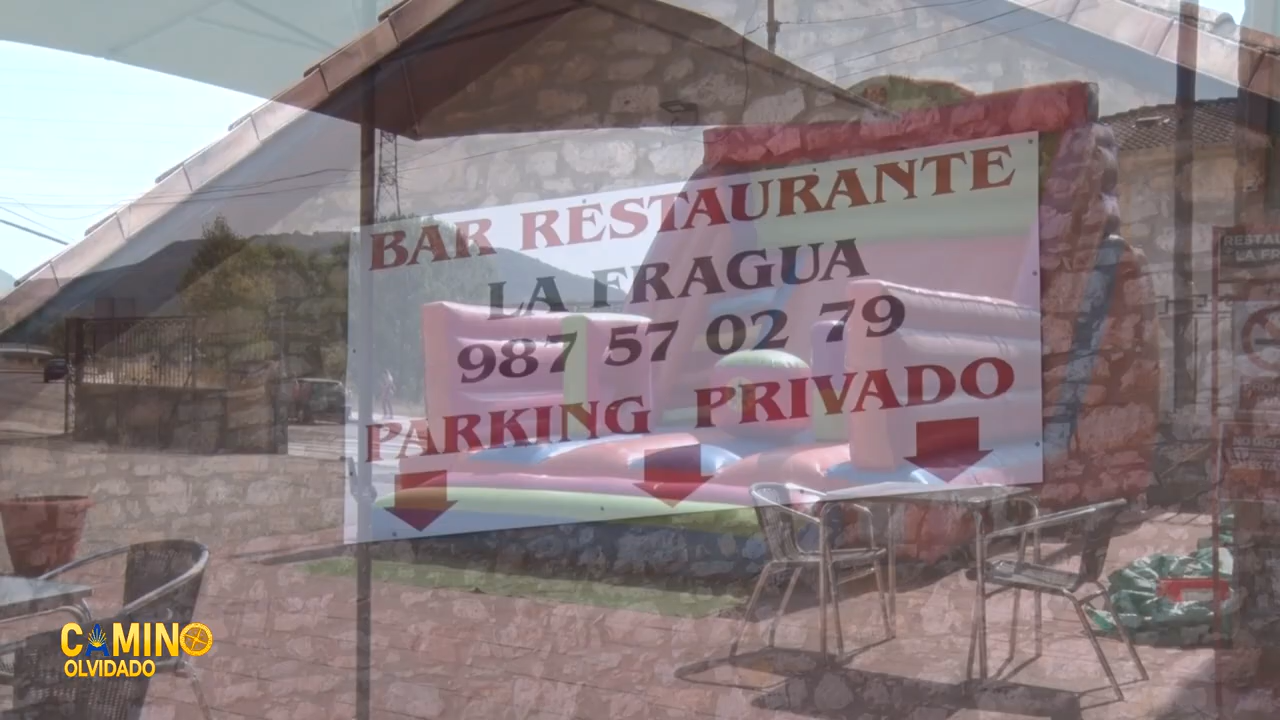 BAR RESTAURANTE
LA FRAGUA
987 57 02 79
PARKING PRIVADO
CAMINO
OLVIDADO